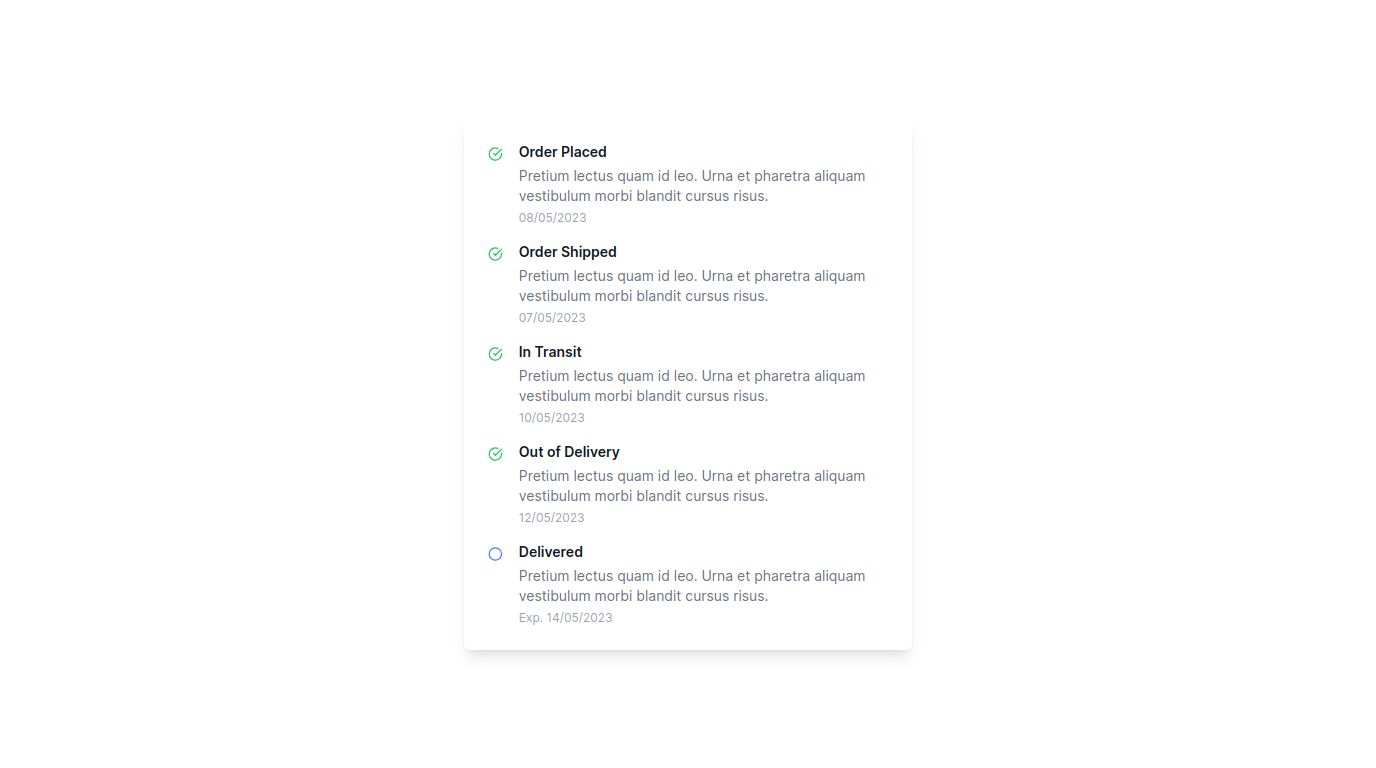 Order Placed
Pretium lectus quam id leo. Urna et pharetra aliquam
vestibulum morbi blandit cursus risus.
08/05/2023
Order Shipped
Pretium lectus quam id leo. Urna et pharetra aliquam
vestibulum morbi blandit cursus risus.
07/05/2023
In Transit
Pretium lectus quam id leo. Urna et pharetra aliquam
vestibulum morbi blandit cursus risus.
10/05/2023
Out of Delivery
Pretium lectus quam id leo. Urna et pharetra aliquam
vestibulum morbi blandit cursus risus.
12/05/2023
Delivered
Pretium lectus quam id leo. Urna et pharetra aliquam
vestibulum morbi blandit cursus risus.
Exp. 14/05/2023